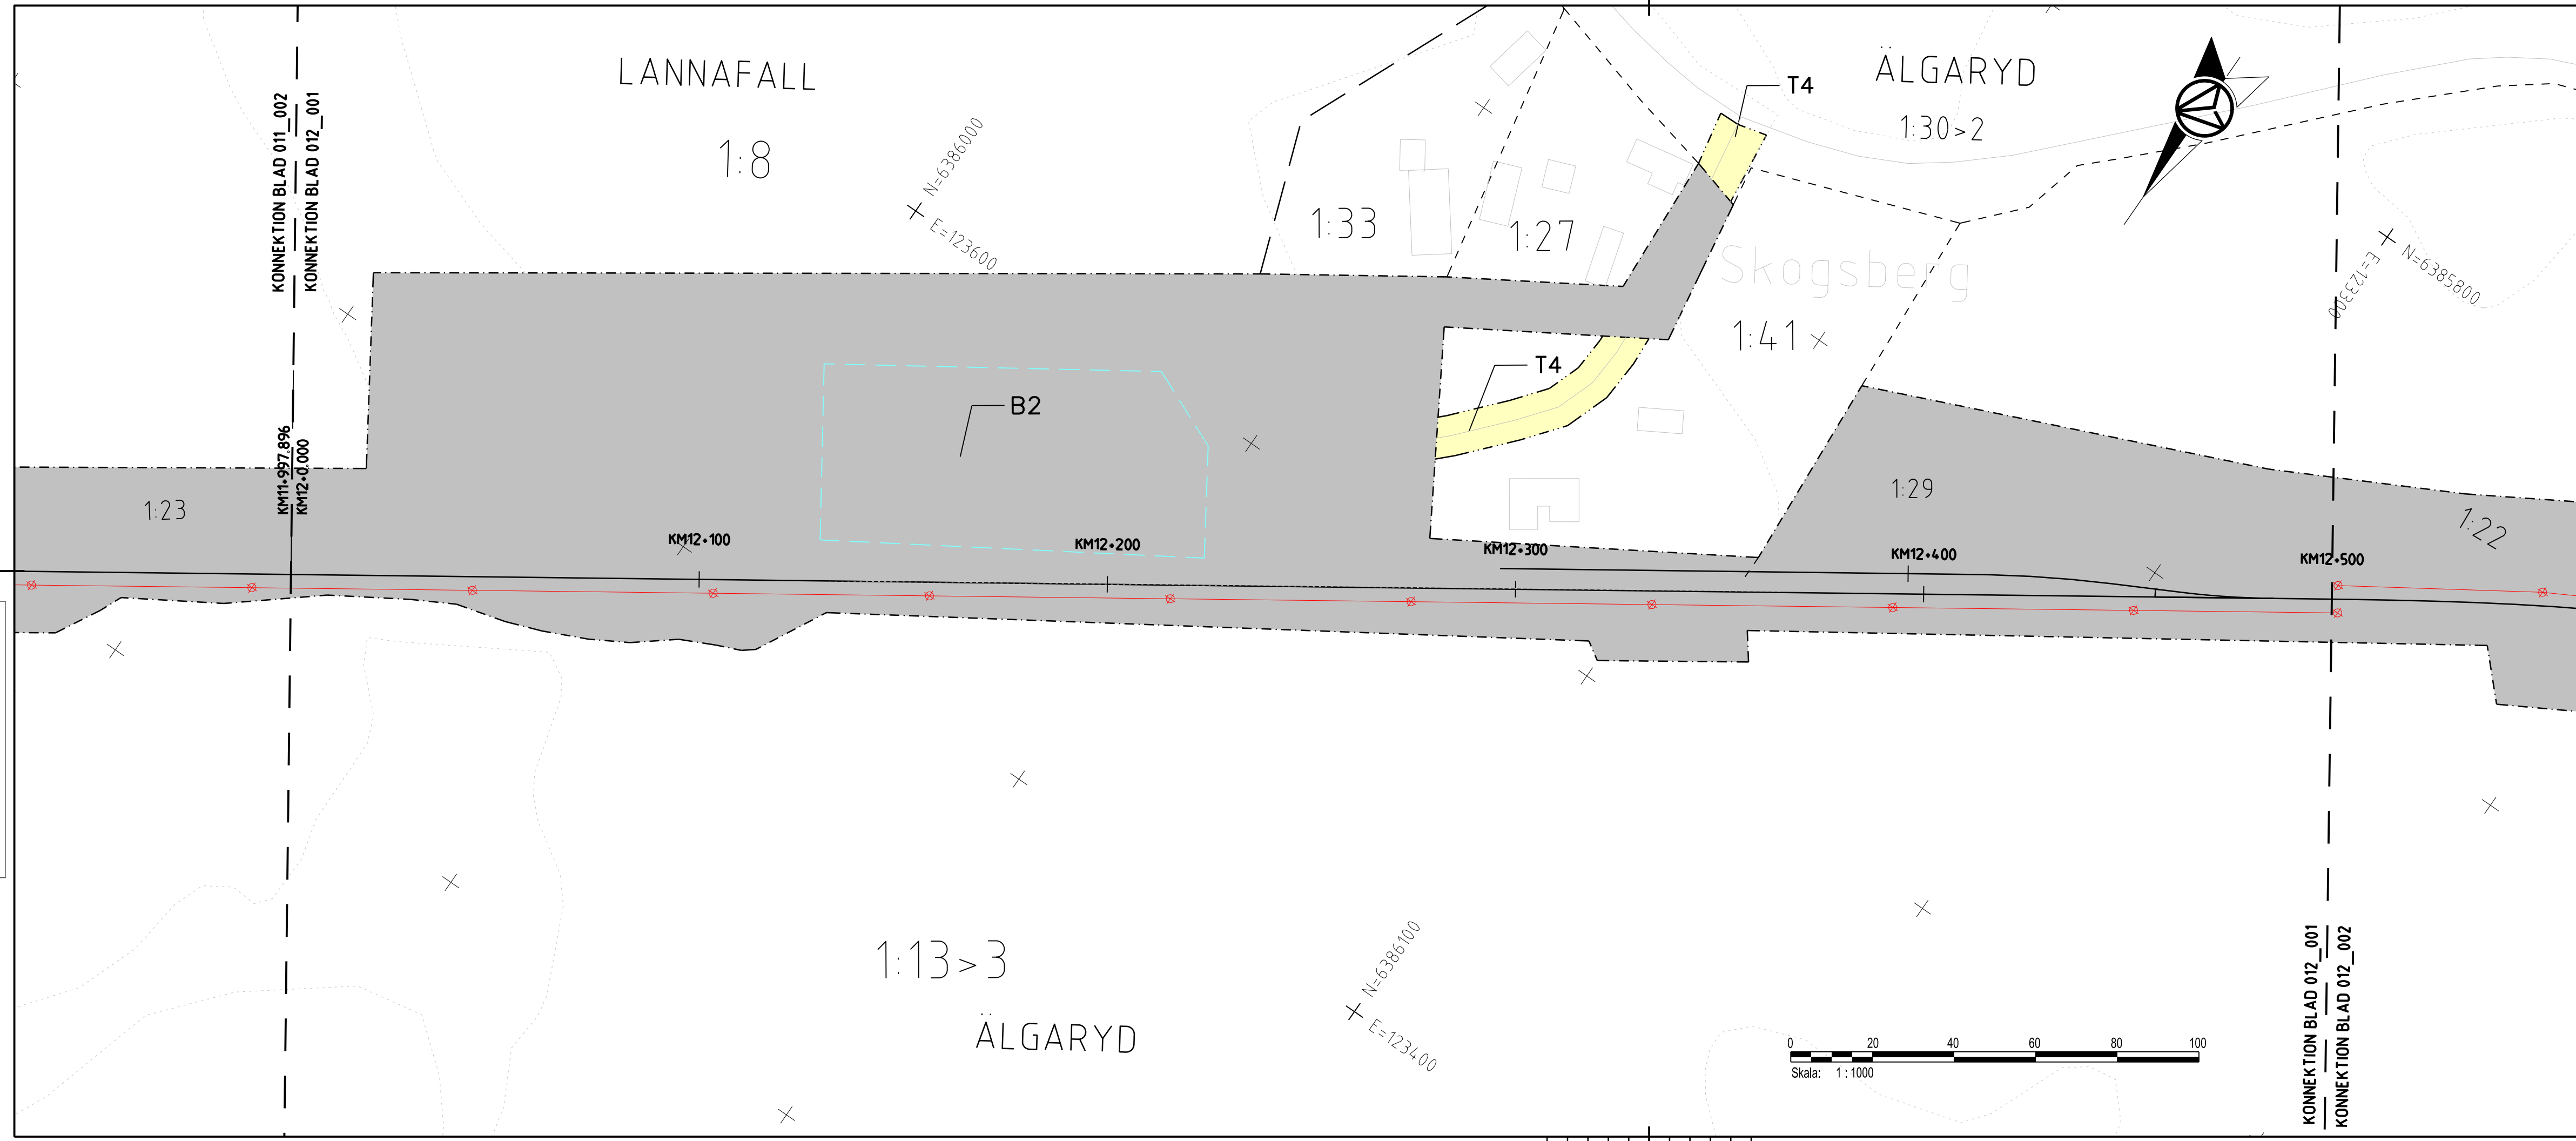 KONNEKTION BLAD 011_002
KONNEKTION BLAD 012_001
LANNAFALL
1:8
N=6386000
E=123600
1:33
1:27
T4
ÄLGARYD
1:30>2
Skogsberg
1:41
E=123300
N=6385800
T4
B2
KM11+997.896
KM12+0.000
1:23
1:29
1:22
KM12+100
KM12+200
KM12+300
KM12+400
KM12+500
1:13>3
ÄLGARYD
N=6386100
E=123400
0 20 40 60 80 100
Skala: 1 : 1000
KONNEKTION BLAD 012_001
KONNEKTION BLAD 012_002